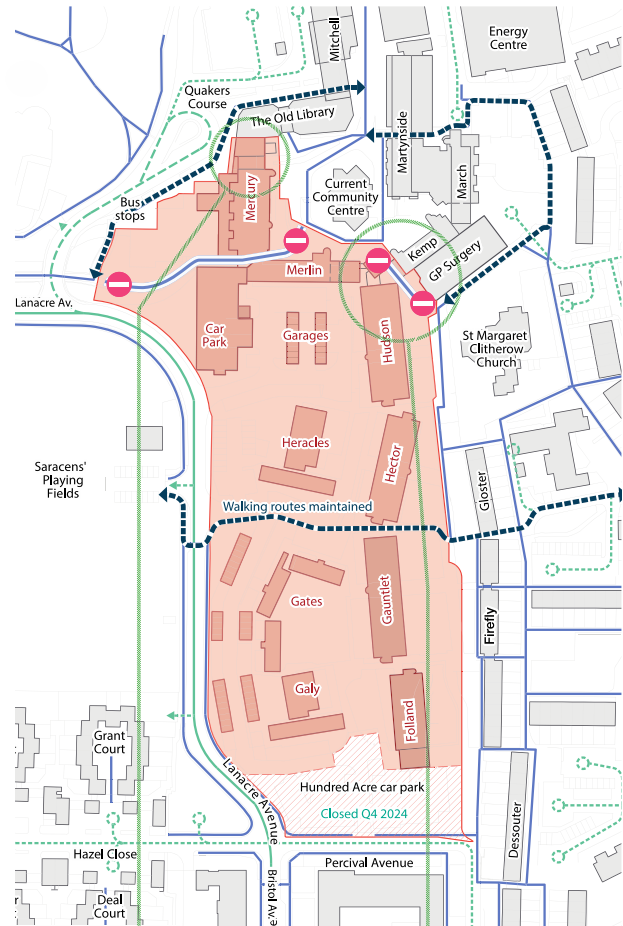 Mitchell
Energy
Centre
Quakers
Course
The Old Library
Martynside
March
Current
Community
Centre
Mercury
Bus
stops
Kemp
GP Surgery
Merlin
Lanacre Av.
Car
Park
Garages
Hudson
St Margaret
Clitherow
Church
Heracles
Hector
Saracens'
Playing
Fields
Gloster
Walking routes maintained
Gates
Gauntlet
Firefly
Galy
Folland
Grant
Court
Lanacre Avenue
Hundred Acre car park
Closed Q4 2024
Dessouter
Hazel Close
Percival Avenue
Deal
Court
Bristol Av.